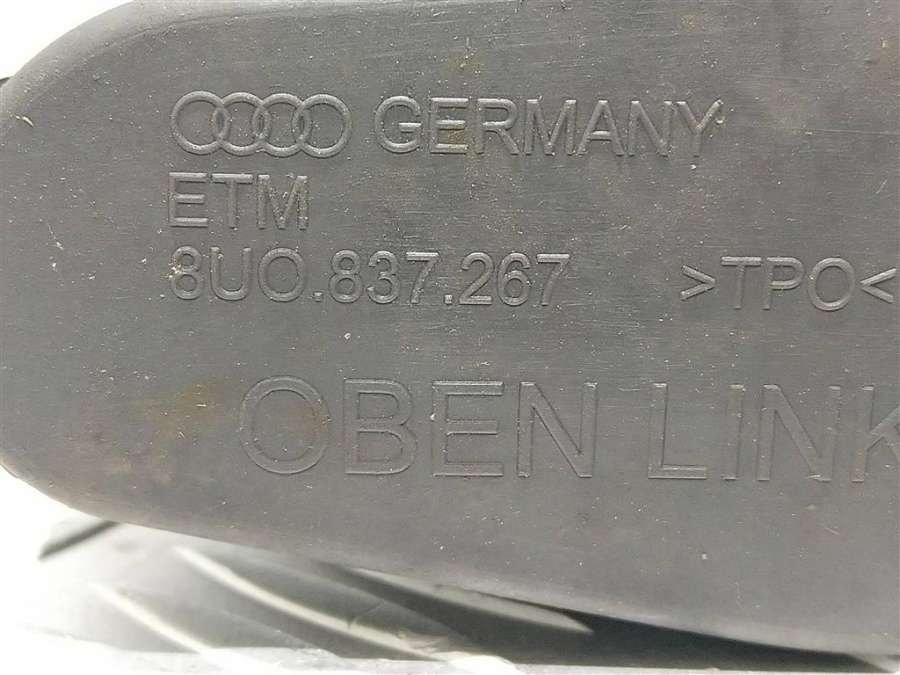 GERMANY
ETM
8U0.837.267 >TPO<
OBEN LINK